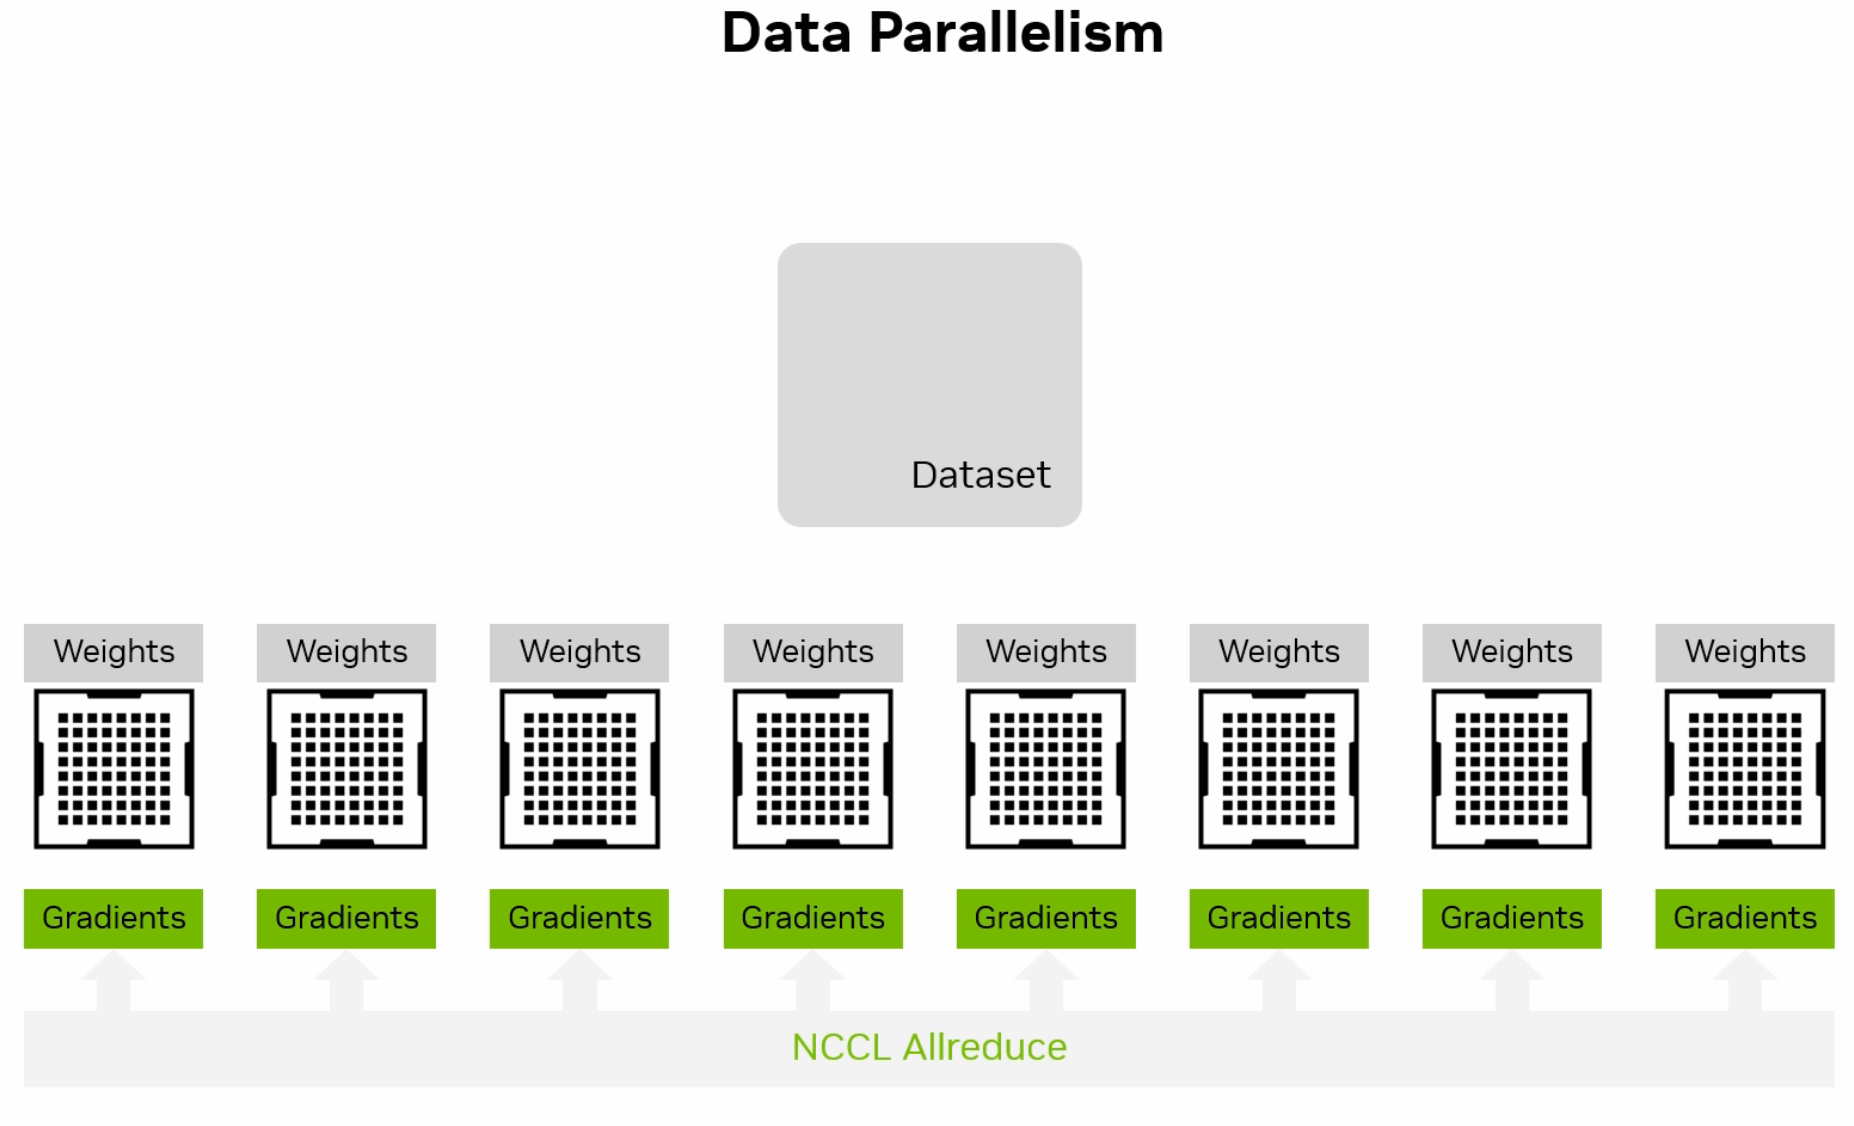 Data Parallelism
Dataset
Weights Weights Weights Weights Weights Weights Weights Weights
Gradients Gradients Gradients Gradients Gradients Gradients Gradients Gradients
NCCL Allreduce